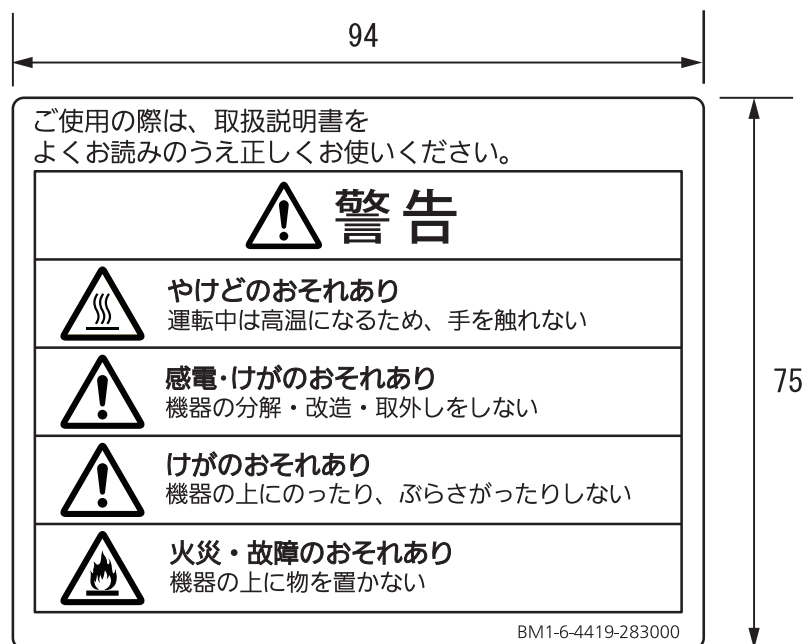 94
ご使用の際は、取扱説明書を
よくお読みのうえ正しくお使いください。
警告
やけどのおそれあり
運転中は高温になるため、手を触れない
75
感電･けがのおそれあり
機器の分解・改造・取外しをしない
けがのおそれあり
機器の上にのったり、ぶらさがったりしない
火災・故障のおそれあり
機器の上に物を置かない
BM1-6-4419-283000